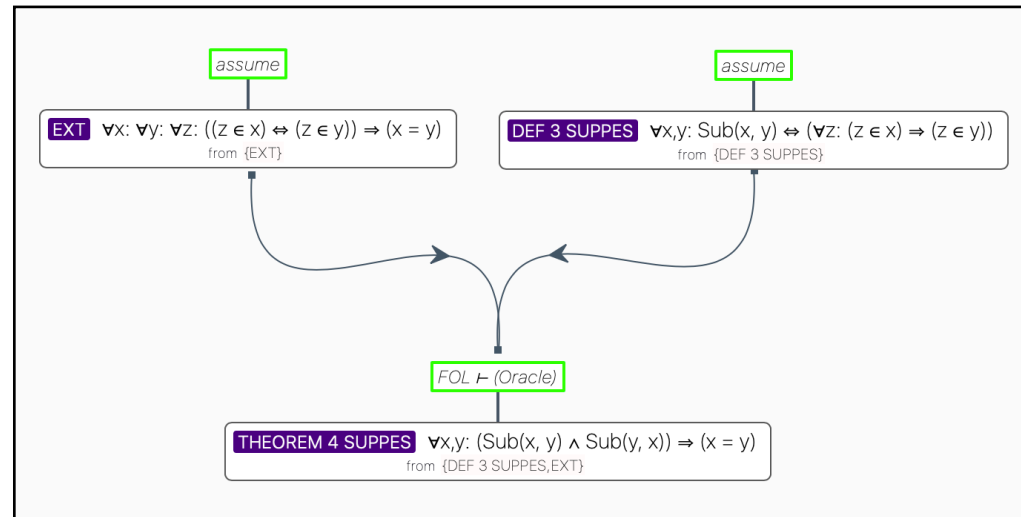 assume
EXT ∀x: ∀y: ∀z: ((z ∈ x) ⇔ (z ∈ y)) ⇒ (x = y)
from {EXT}
assume
DEF 3 SUPPES ∀x,y: Sub(x, y) ⇔ (∀z: (z ∈ x) ⇒ (z ∈ y))
from {DEF 3 SUPPES}
FOL ⊢ (Oracle)
THEOREM 4 SUPPES ∀x,y: (Sub(x, y) ∧ Sub(y, x)) ⇒ (x = y)
from {DEF 3 SUPPES,EXT}